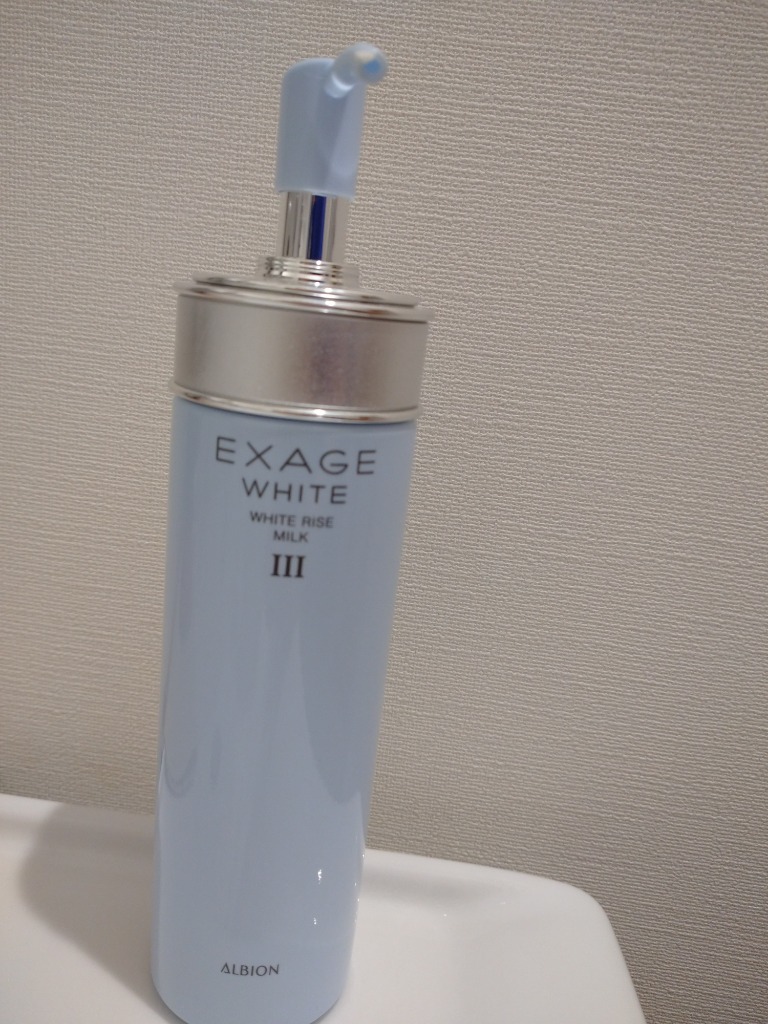 EXAGE
WHITE
WHITE RISE
MILK
III
ALBION